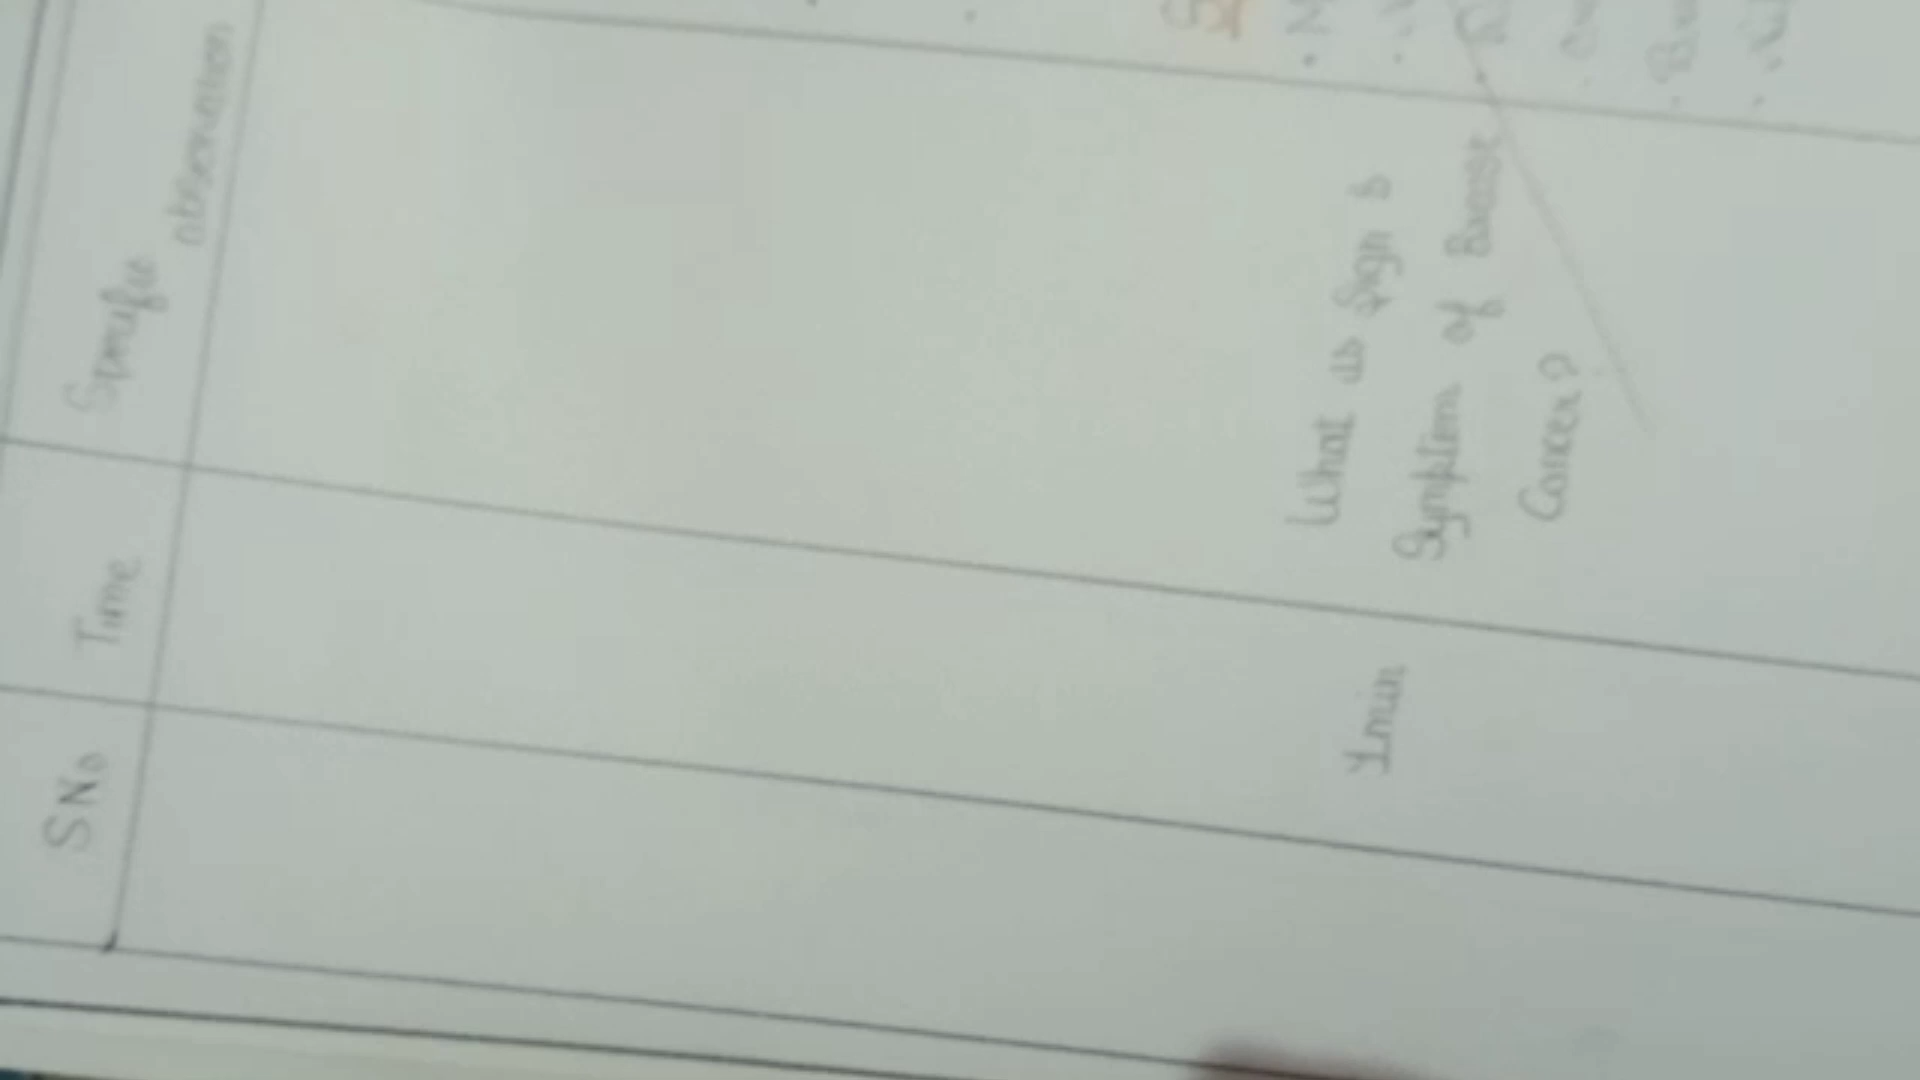 S No
Time
Specific
observation
1min
What is sign &
Symptom of Breast
Cancer?